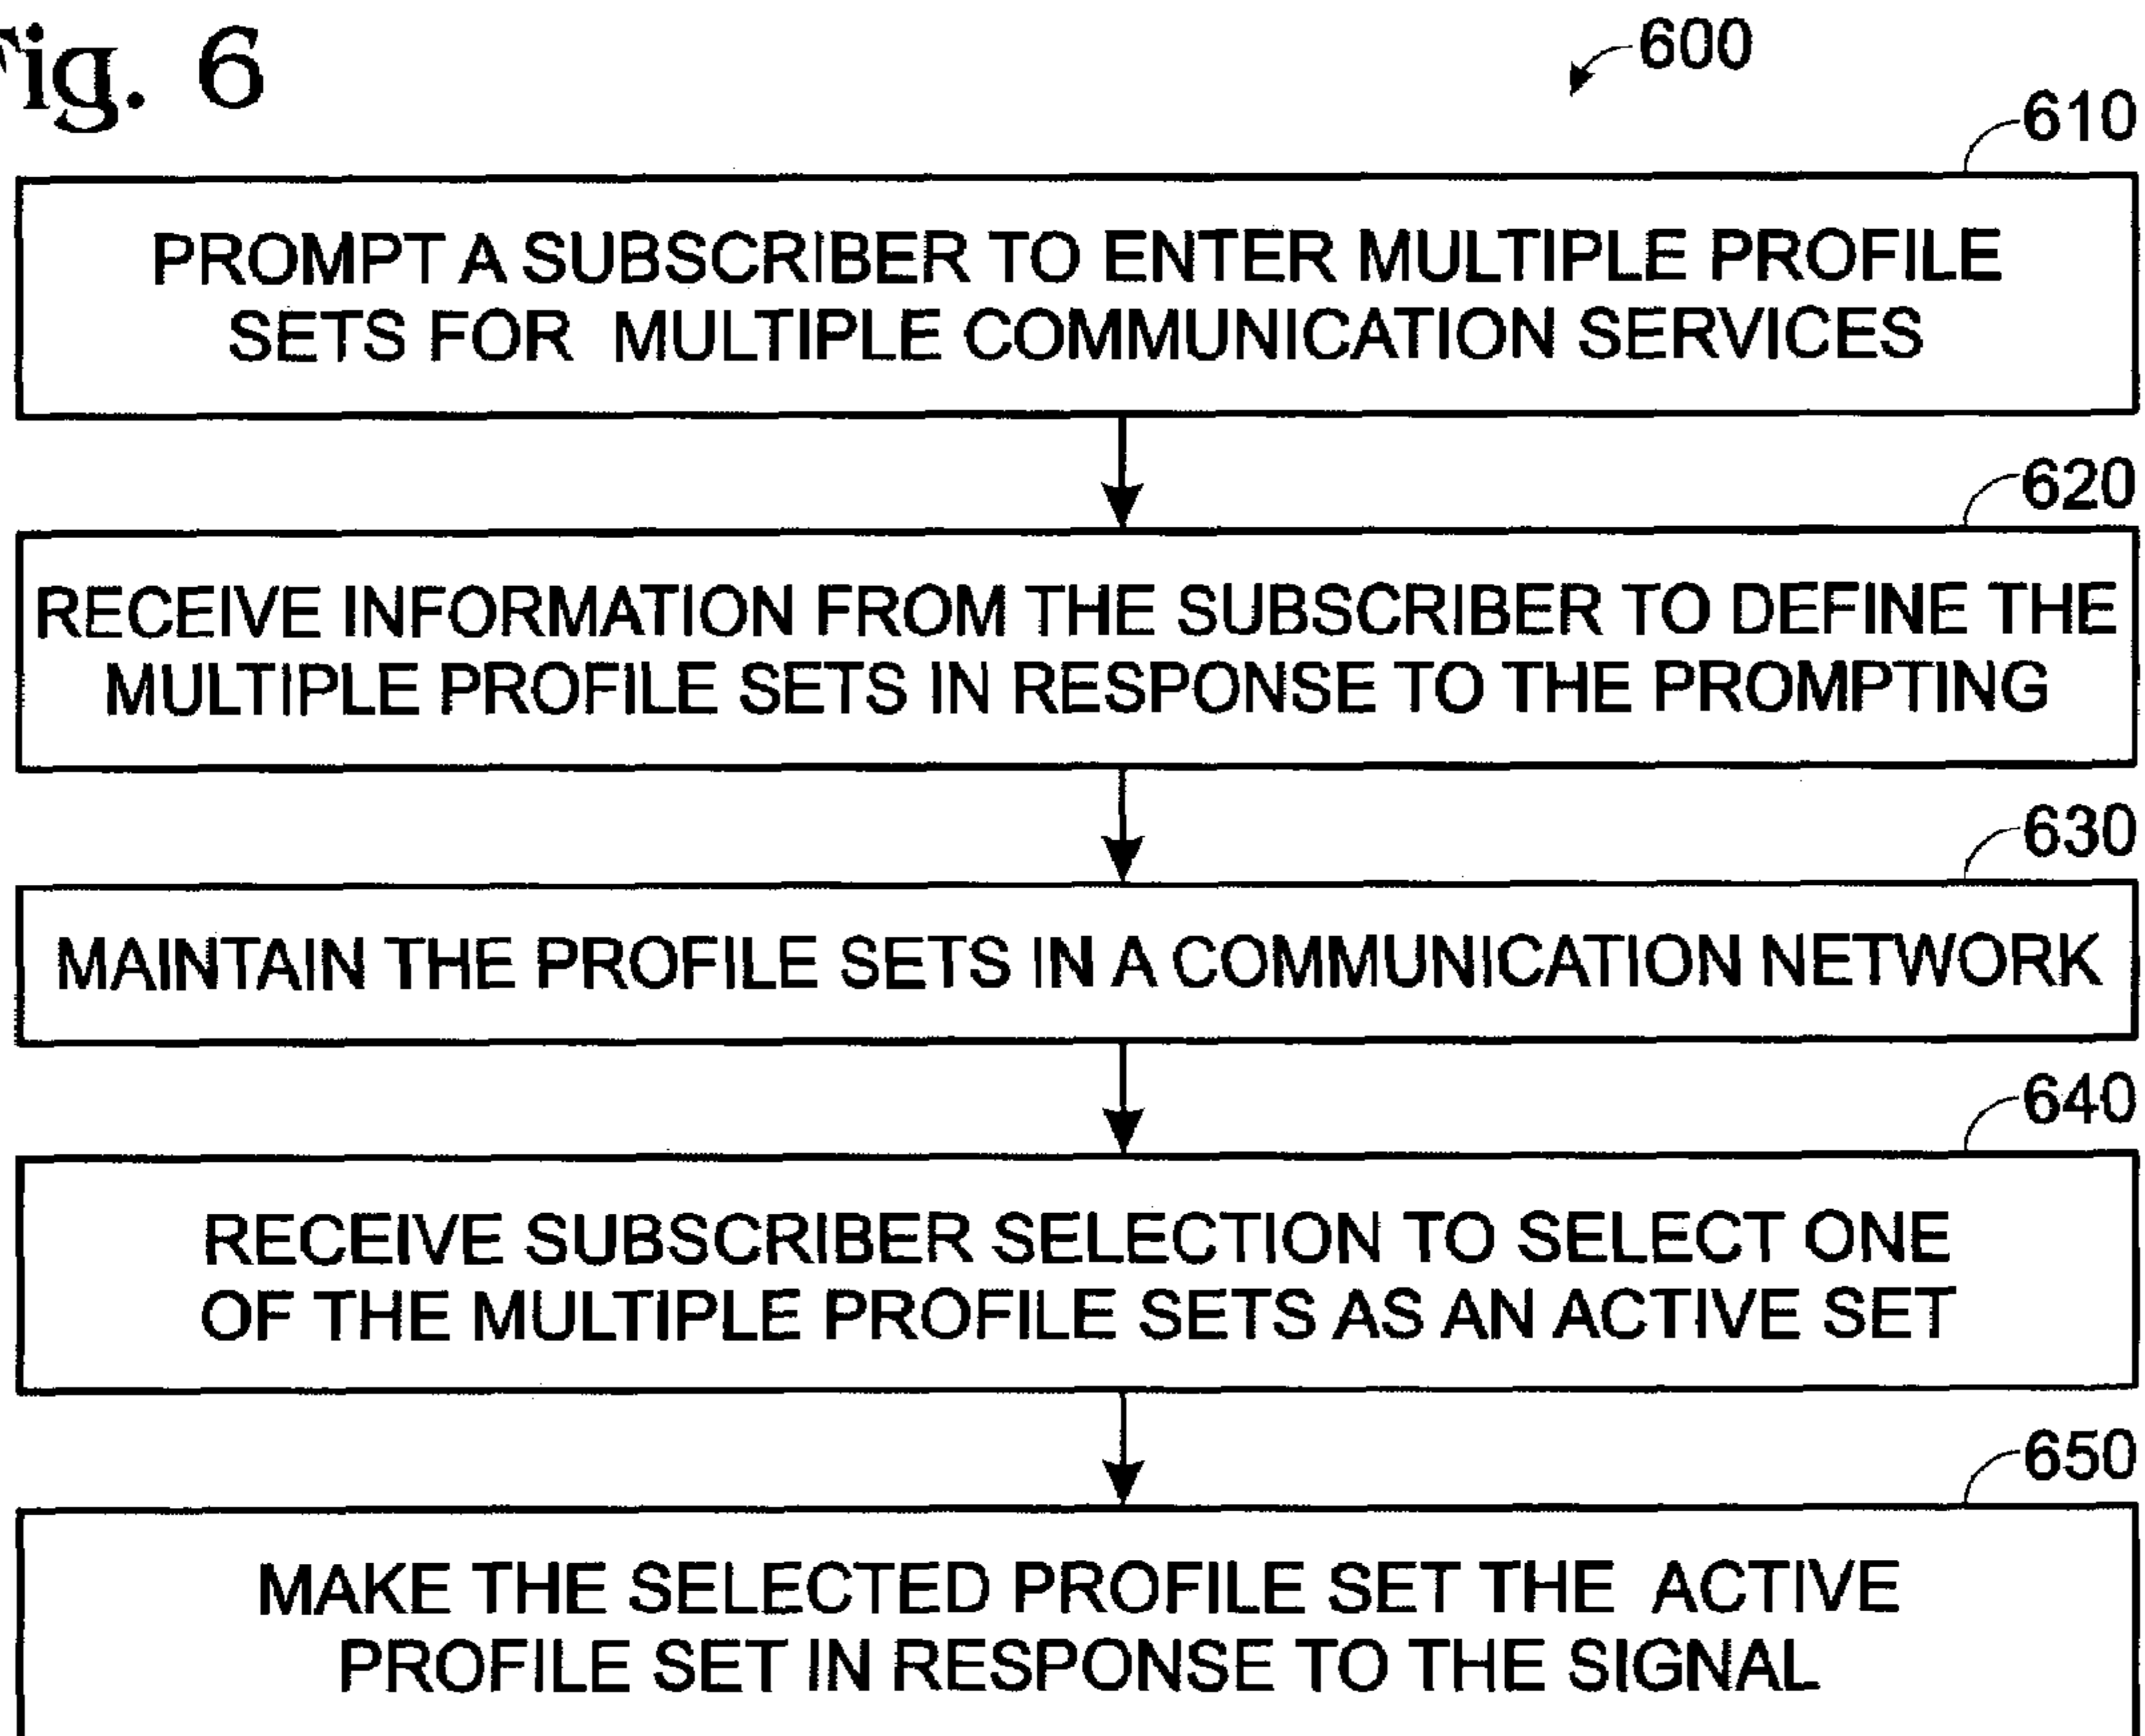 Fig. 6
600
610
PROMPT A SUBSCRIBER TO ENTER MULTIPLE PROFILE
SETS FOR MULTIPLE COMMUNICATION SERVICES
620
RECEIVE INFORMATION FROM THE SUBSCRIBER TO DEFINE THE
MULTIPLE PROFILE SETS IN RESPONSE TO THE PROMPTING
630
MAINTAIN THE PROFILE SETS IN A COMMUNICATION NETWORK
640
RECEIVE SUBSCRIBER SELECTION TO SELECT ONE
OF THE MULTIPLE PROFILE SETS AS AN ACTIVE SET
650
MAKE THE SELECTED PROFILE SET THE ACTIVE
PROFILE SET IN RESPONSE TO THE SIGNAL